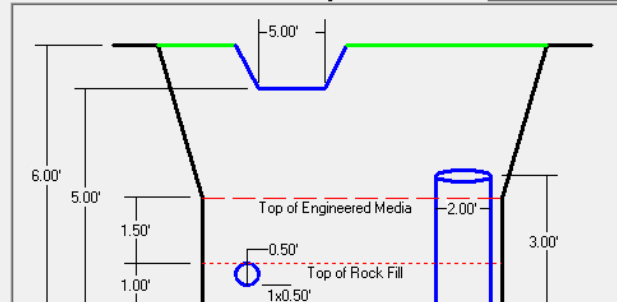 5.00'
6.00'
5.00'
Top of Engineered Media
2.00'
1.50'
3.00'
0.50'
Top of Rock Fill
1.00'
1x0.50'